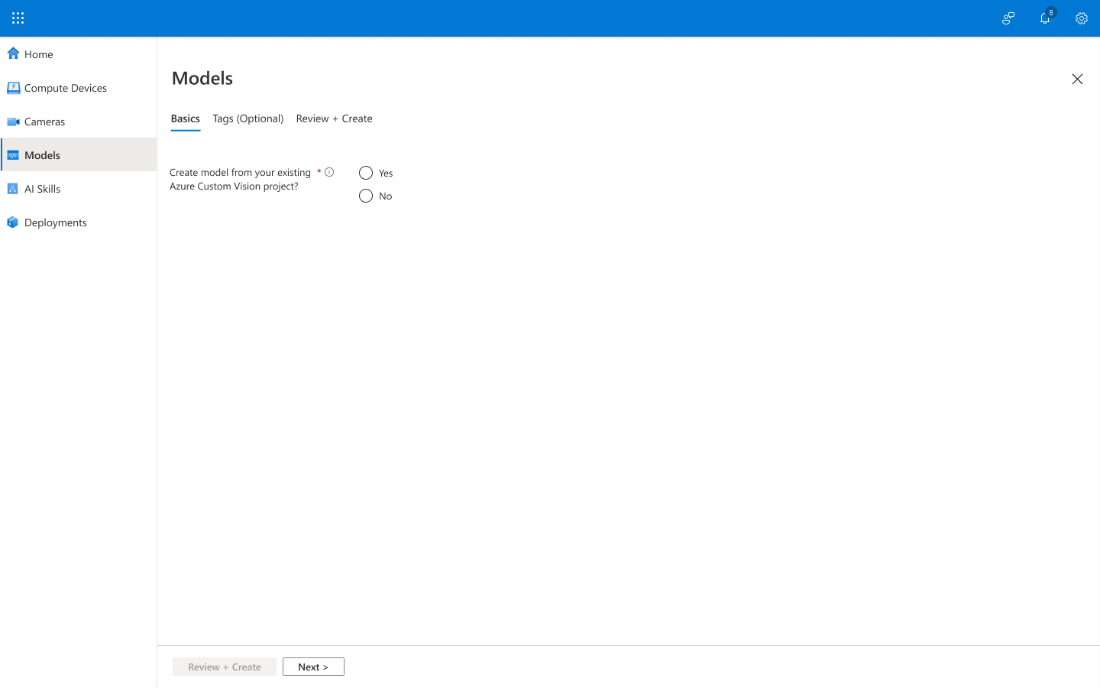 8
Home
Compute Devices
Cameras
Models
AI Skills
Deployments
Models
Basics Tags (Optional) Review + Create
Create model from your existing *
Azure Custom Vision project?
Yes
No
Review + Create Next >